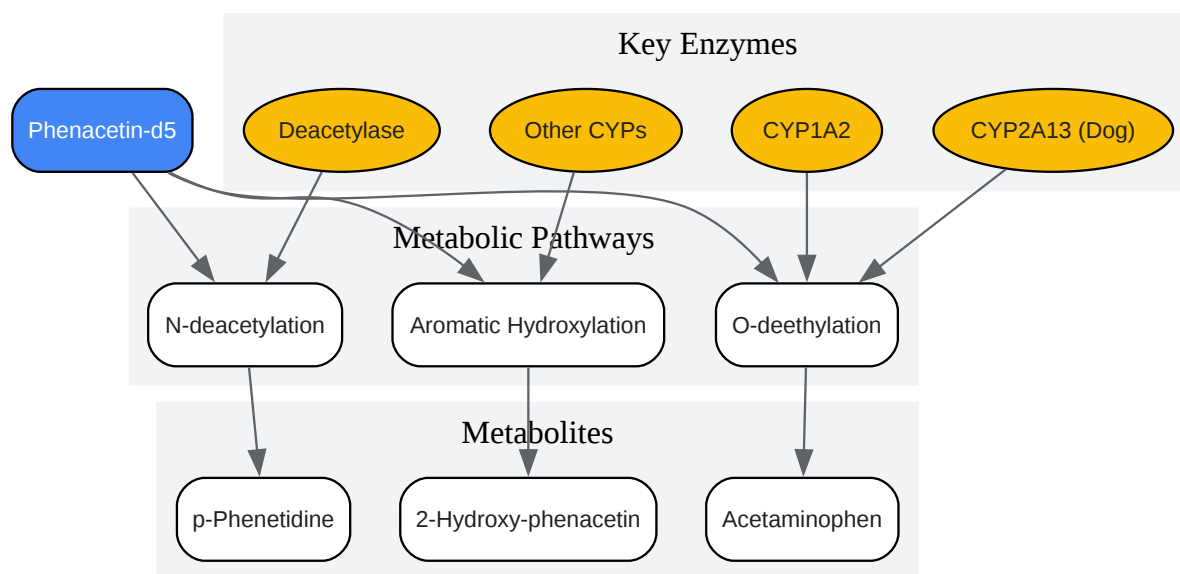 Key Enzymes
Phenacetin-d5
Deacetylase
Other CYPs
CYP1A2
CYP2A13 (Dog)
Metabolic Pathways
N-deacetylation
Aromatic Hydroxylation
O-deethylation
Metabolites
p-Phenetidine
2-Hydroxy-phenacetin
Acetaminophen